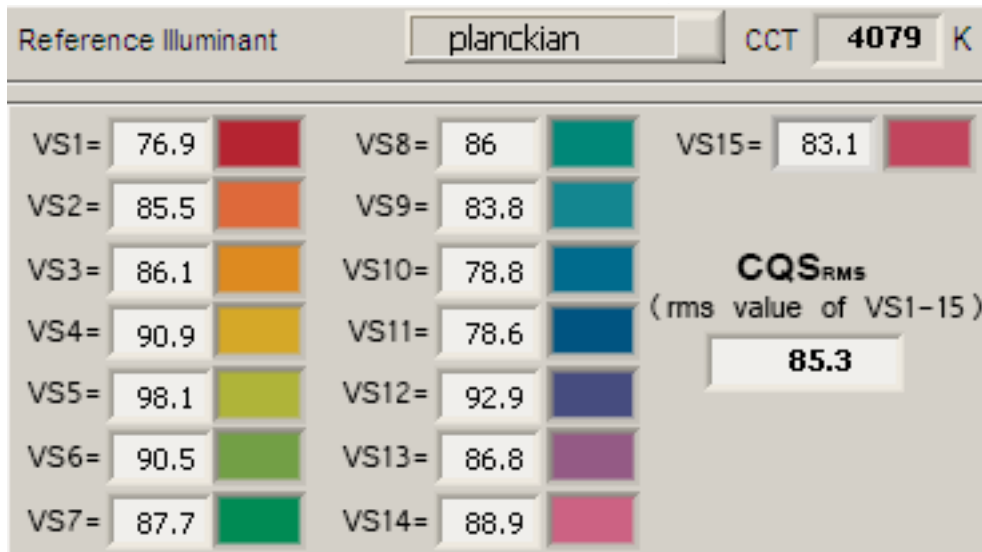 Reference Illuminant planckian CCT 4079 K
VS1= 76.9 VS8= 86 VS15= 83.1
VS2= 85.5 VS9= 83.8
VS3= 86.1 VS10= 78.8 CQSRMS
(rms value of VS1-15)
VS4= 90.9 VS11= 78.6
85.3
VS5= 98.1 VS12= 92.9
VS6= 90.5 VS13= 86.8
VS7= 87.7 VS14= 88.9